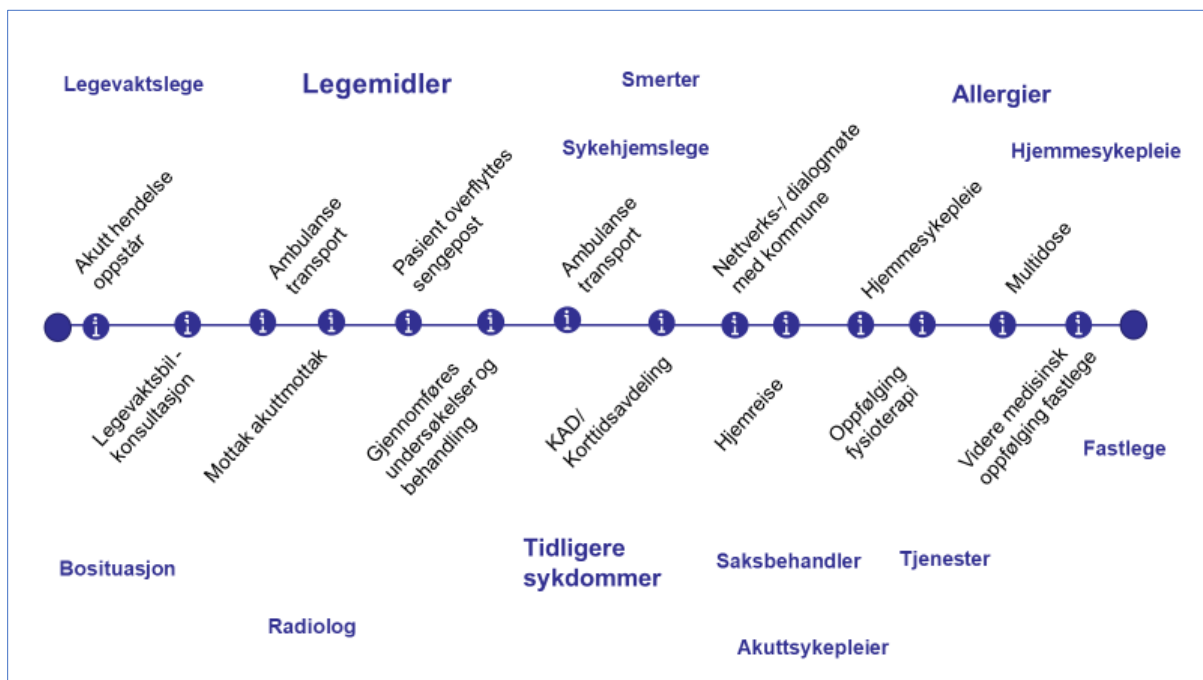 Legevaktslege
Legemidler
Smerter
Allergier
Sykehjemslege
Hjemmesykepleie
Akutt hendelse
oppstår
Ambulanse
transport
Pasient overflyttes
sengepost
Ambulanse
transport
Nettverks-/ dialogmøte
med kommune
Hjemmesykepleie
Multidose
i i i i i i i i i i i i i i
Legevaktsbil -
konsultasjon
Mottak akuttmottak
Gjennomføres
undersøkelser og
behandling
KAD/
Korttidsavdeling
Hjemreise
Oppfølging
fysioterapi
Videre medisinsk
oppfølging fastlege
Fastlege
Bosituasjon
Tidligere
sykdommer
Saksbehandler
Tjenester
Radiolog
Akuttsykepleier